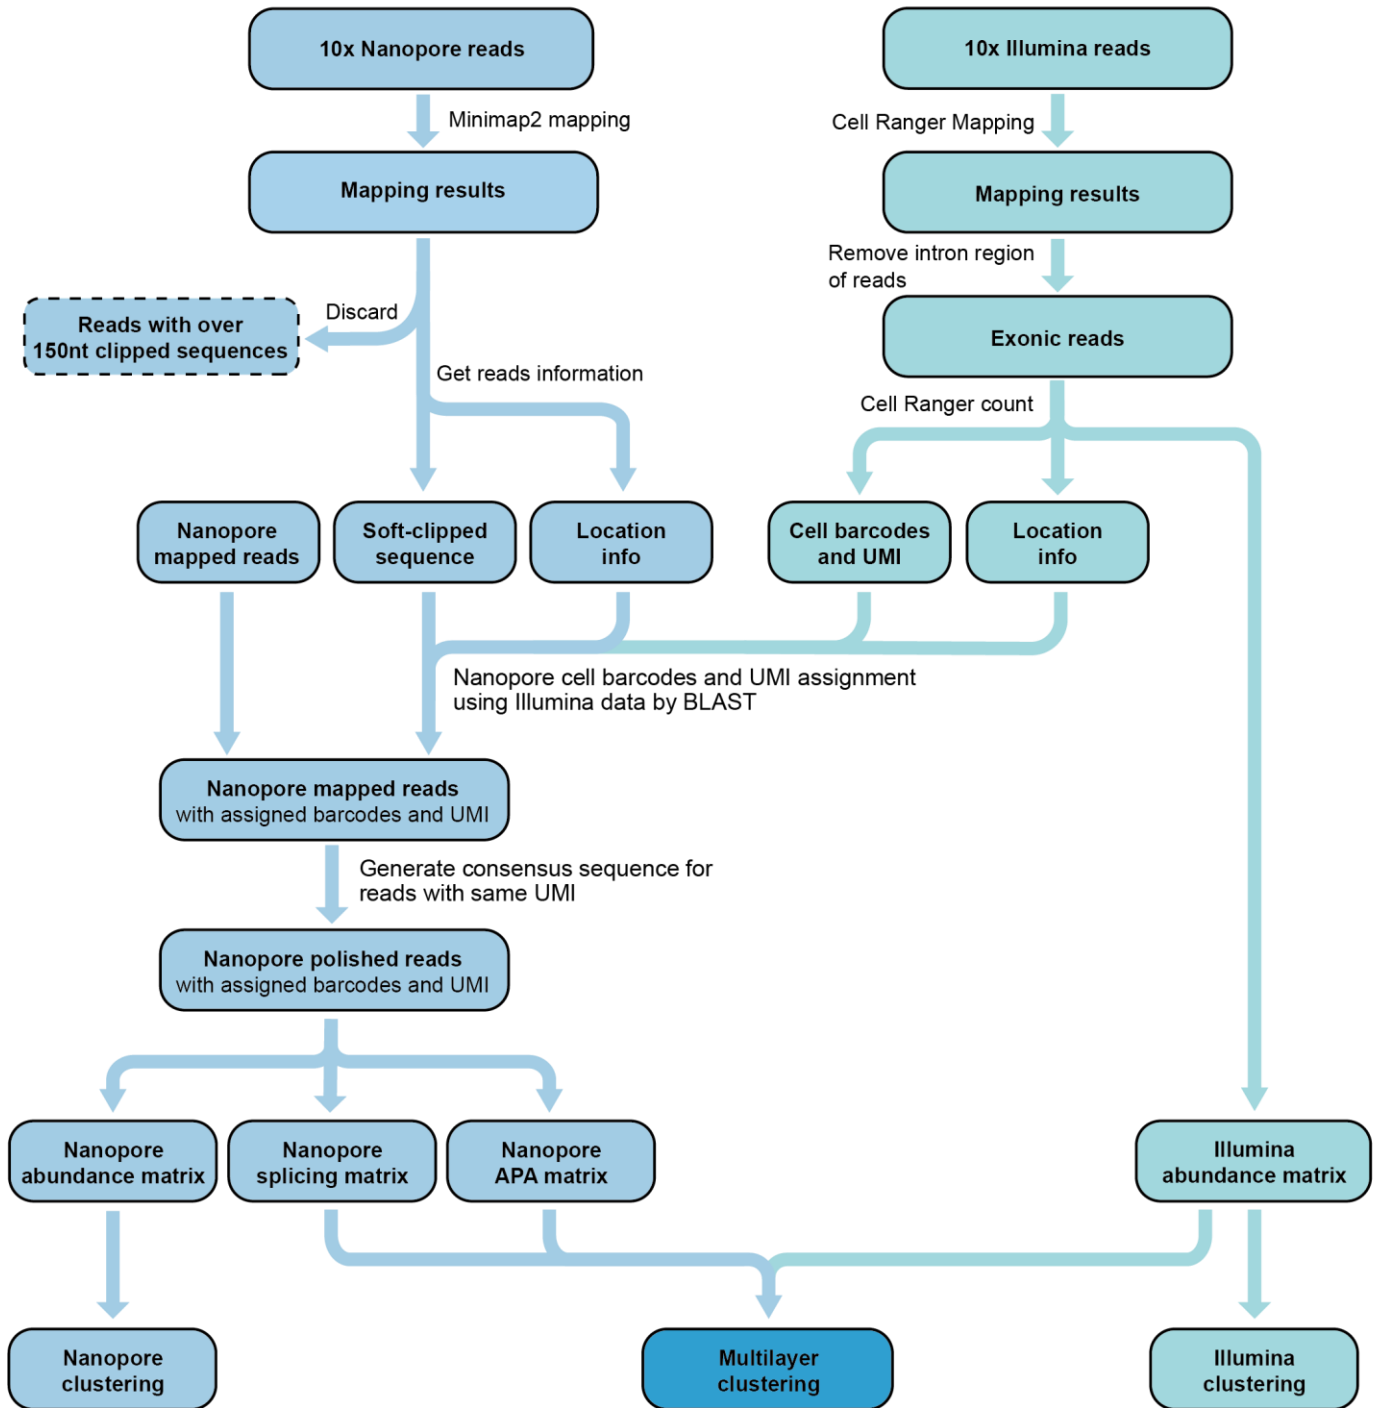 10x Nanopore reads
10x Illumina reads
Minimap2 mapping
Cell Ranger Mapping
Mapping results
Mapping results
Remove intron region
of reads
Discard
Reads with over
150nt clipped sequences
Exonic reads
Get reads information
Cell Ranger count
Nanopore
mapped reads
Soft-clipped
sequence
Location
info
Cell barcodes
and UMI
Location
info
Nanopore cell barcodes and UMI assignment
using Illumina data by BLAST
Nanopore mapped reads
with assigned barcodes and UMI
Generate consensus sequence for
reads with same UMI
Nanopore polished reads
with assigned barcodes and UMI
Nanopore
abundance matrix
Nanopore
splicing matrix
Nanopore
APA matrix
Illumina
abundance matrix
Nanopore
clustering
Multilayer
clustering
Illumina
clustering